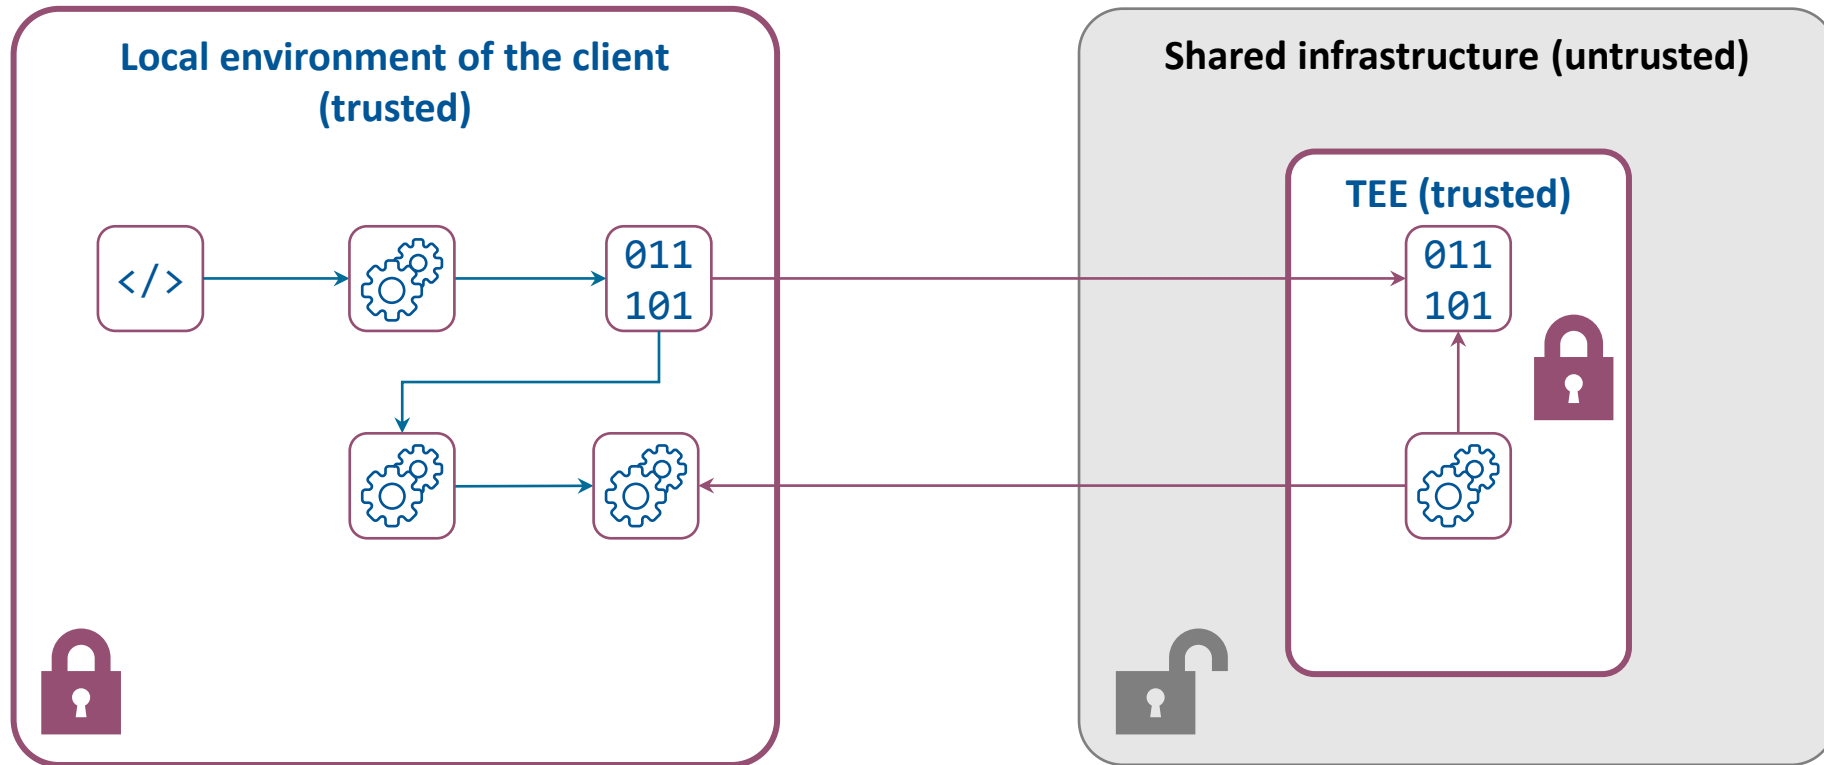 Local environment of the client
(trusted)
Shared infrastructure (untrusted)
TEE (trusted)
</>
011
101
011
101